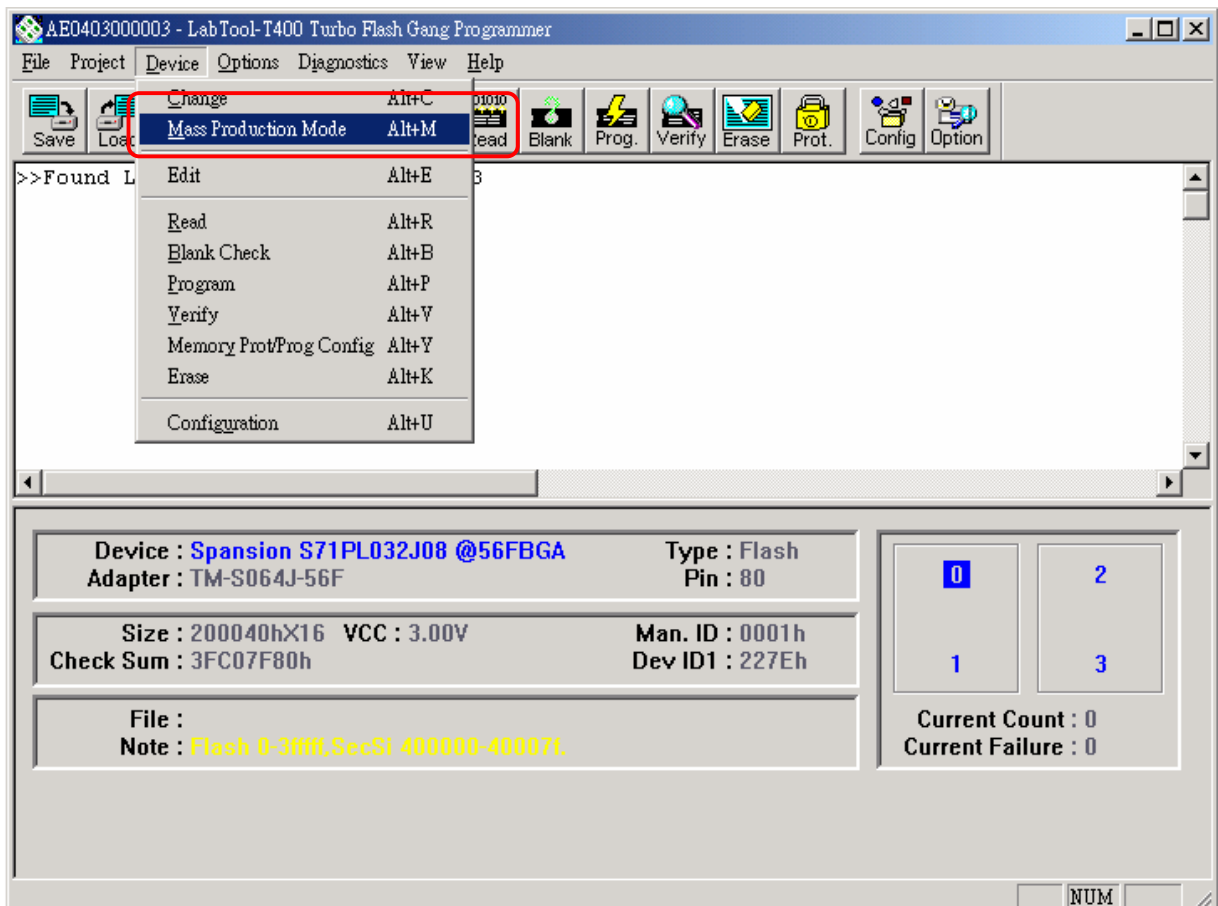 AE0403000003 - LabTool-T400 Turbo Flash Gang Programmer
File Project Device Options Diagnostics View Help
Change Alt+C
Mass Production Mode Alt+M
Edit Alt+E
Read Alt+R
Blank Check Alt+B
Program Alt+P
Verify Alt+V
Memory Prot/Prog Config Alt+Y
Erase Alt+K
Configuration Alt+U
Save Blank Prog. Verify Erase Prot. Config Option
>>Found
Device : Spansion S71PL032J08 @56FBGA Type : Flash
Adapter : TM-S064J-56F Pin : 80
Size : 200040hX16 VCC : 3.00V Man. ID : 0001h
Check Sum : 3FC07F80h Dev ID1 : 227Eh
File :
Note : Flash 0-3fffff,SecSi 400000-40007f.
0 2
1 3
Current Count : 0
Current Failure : 0
NUM